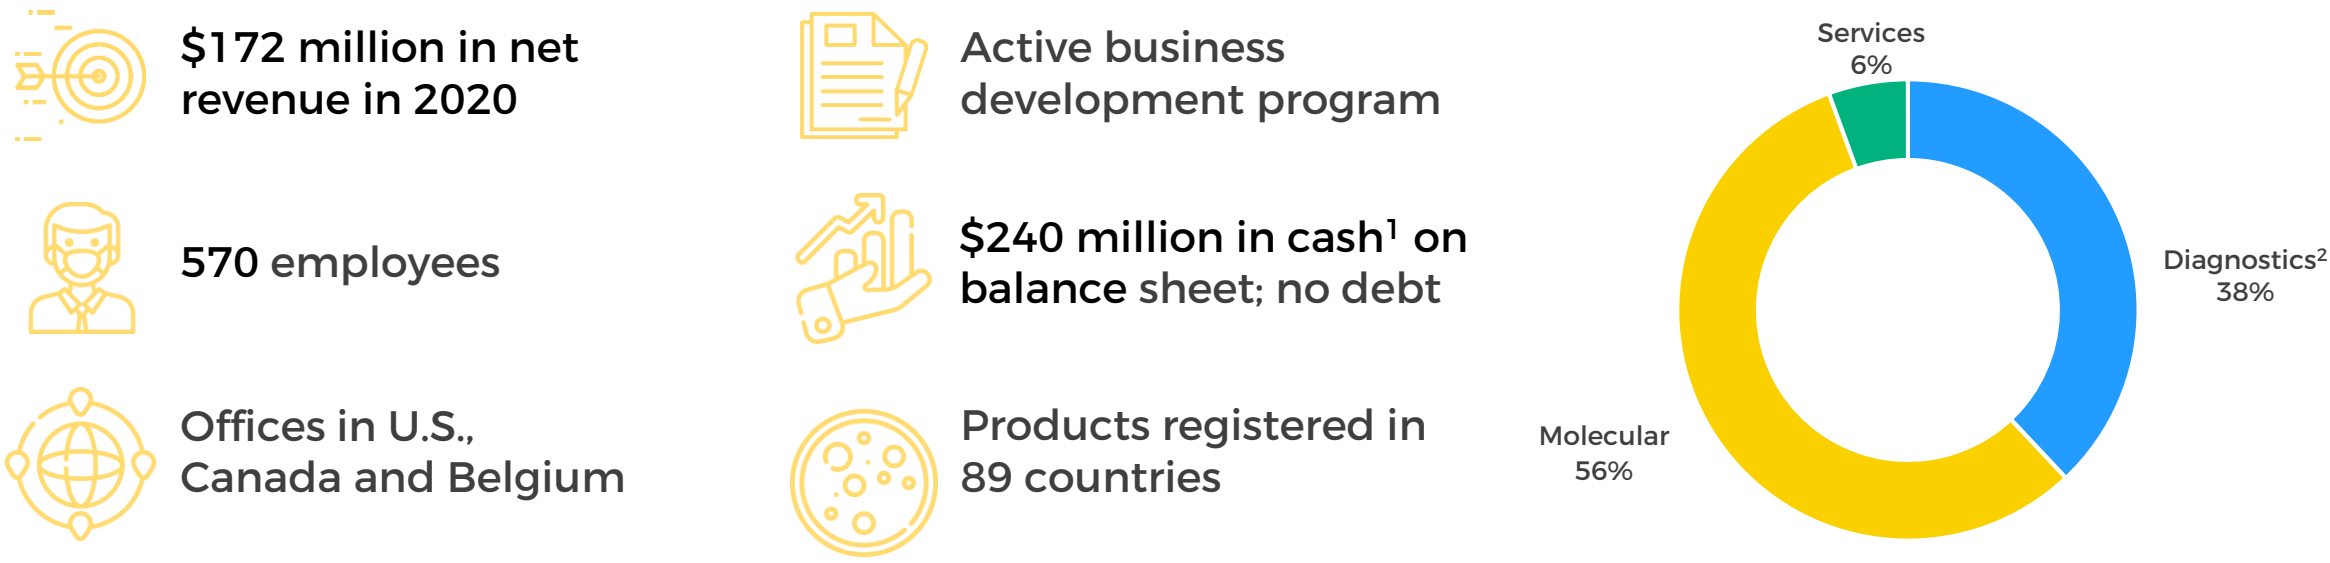 $172 million in net
revenue in 2020
570 employees
Offices in U.S.,
Canada and Belgium
Active business
development program
$240 million in cash¹ on
balance sheet; no debt
Products registered in
89 countries
Services
6%
Diagnostics²
38%
Molecular
56%